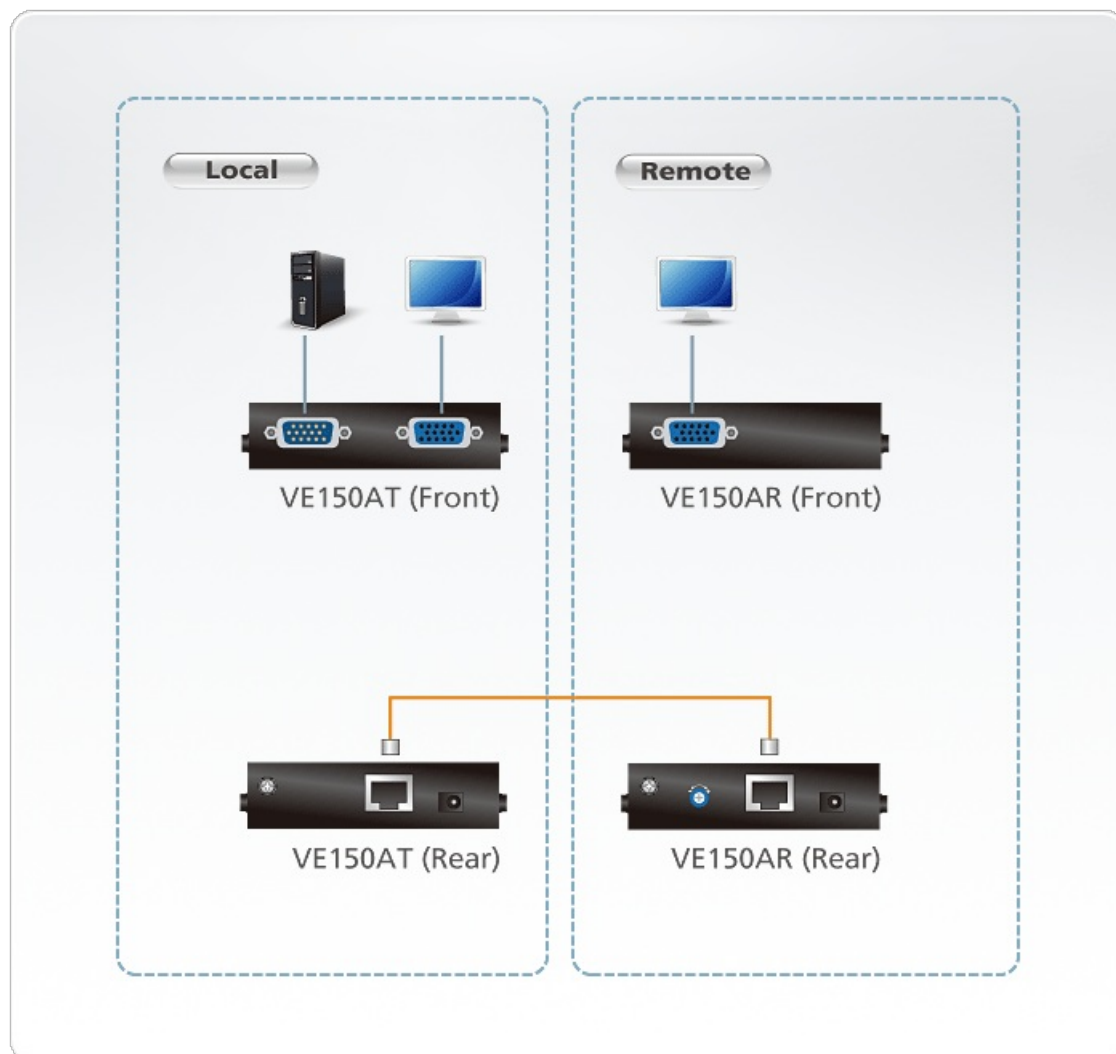 Local
Remote
VE150AT (Front)
VE150AR (Front)
VE150AT (Rear)
VE150AR (Rear)